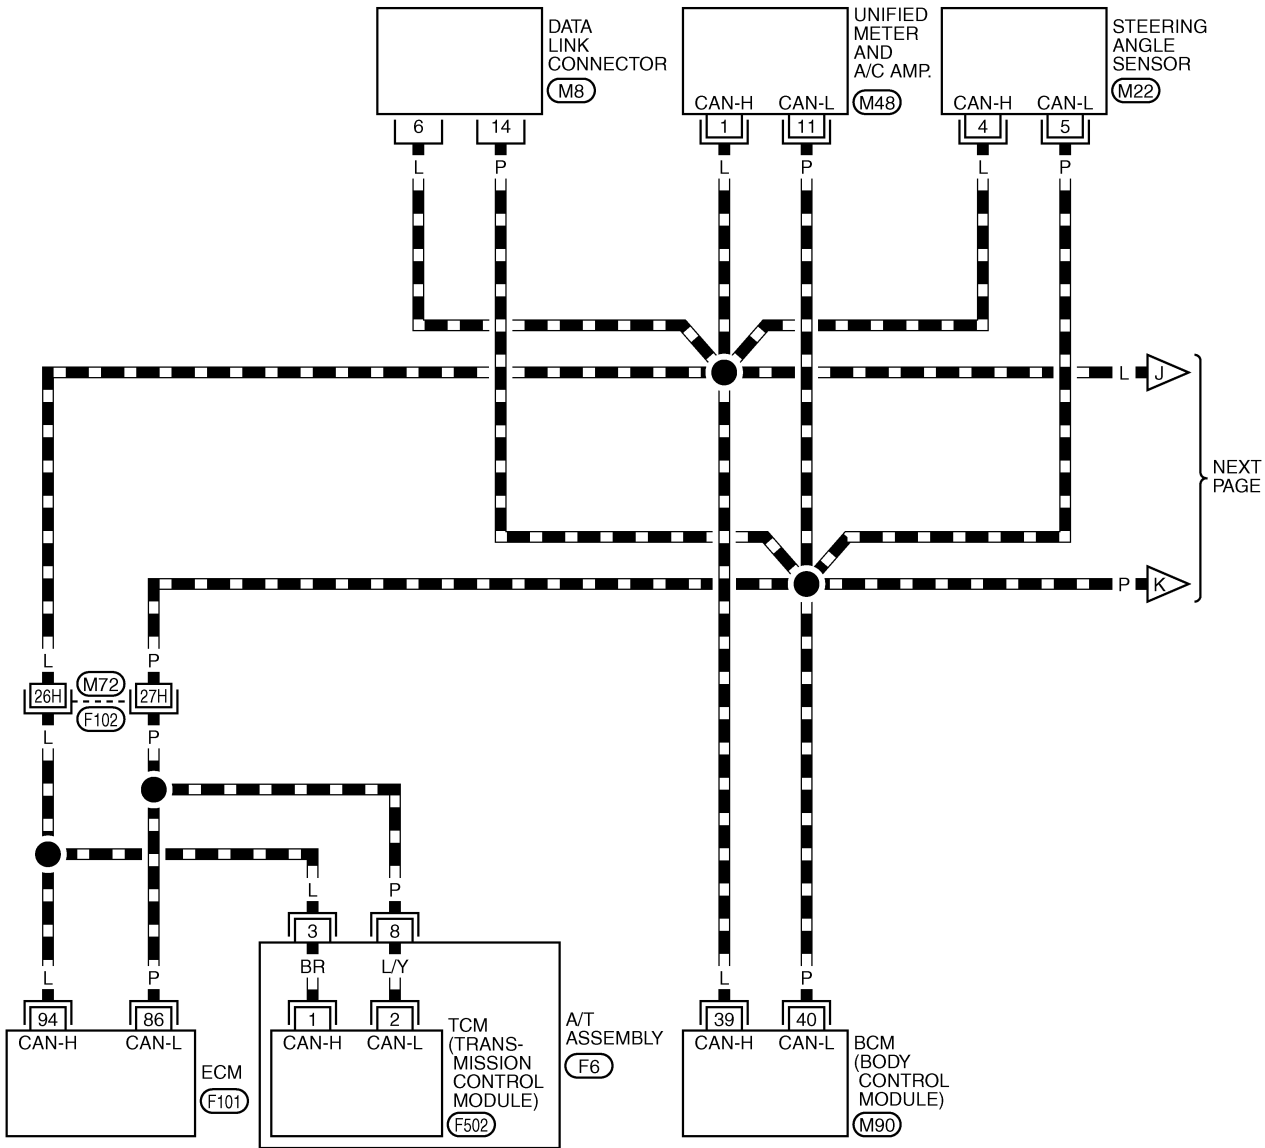 DATA
LINK
CONNECTOR
M8
UNIFIED
METER
AND
A/C AMP.
M48
STEERING
ANGLE
SENSOR
M22
CAN-H CAN-L
CAN-H CAN-L
6 14 1 11 4 5
L P L P L P
L J
NEXT
PAGE
P K
L P
26H M72 27H
F102
L P
L P
3 8
L P BR L/Y L P
94 86 1 2 39 40
CAN-H CAN-L
CAN-H CAN-L
CAN-H CAN-L
ECM
F101
TCM
(TRANS-
MISSION
CONTROL
MODULE)
F502
A/T
ASSEMBLY
F6
BCM
(BODY
CONTROL
MODULE)
M90